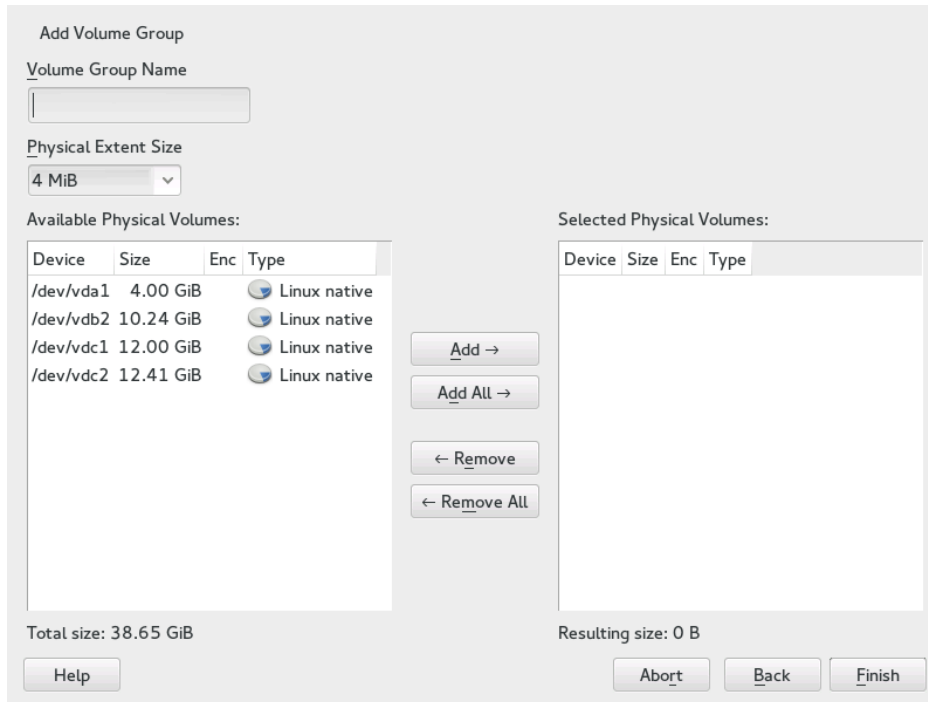 Add Volume Group
Volume Group Name
Physical Extent Size
4 MiB
Available Physical Volumes:
Device Size Enc Type
/dev/vda1 4.00 GiB Linux native
/dev/vdb2 10.24 GiB Linux native
/dev/vdc1 12.00 GiB Linux native
/dev/vdc2 12.41 GiB Linux native
Total size: 38.65 GiB
Add →
Add All →
← Remove
← Remove All
Selected Physical Volumes:
Device Size Enc Type
Resulting size: 0 B
Help
Abort
Back
Finish